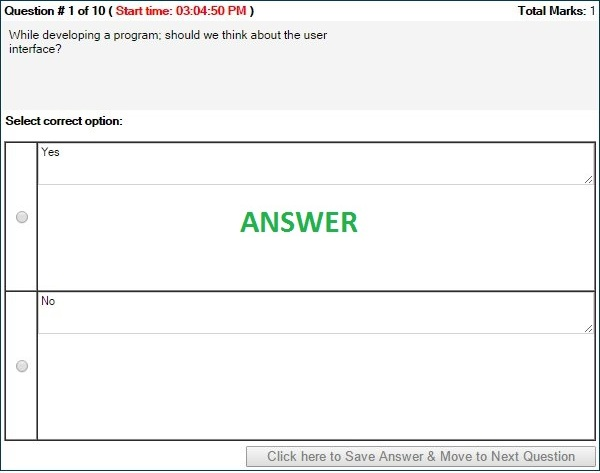 Question # 1 of 10 ( Start time: 03:04:50 PM ) Total Marks: 1
While developing a program; should we think about the user
interface?
Select correct option:
Yes
ANSWER
No
Click here to Save Answer & Move to Next Question